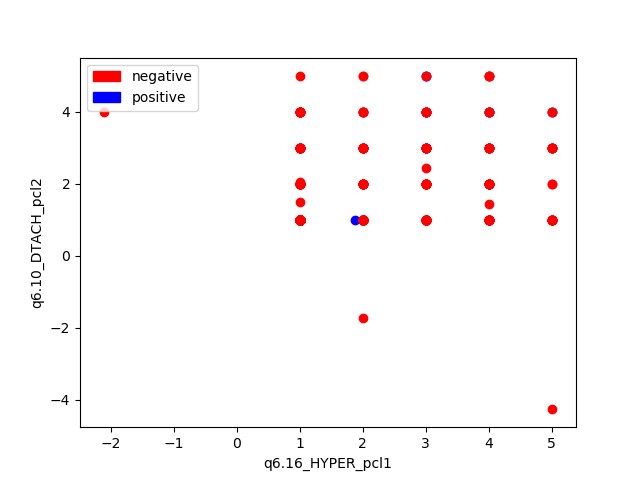 negative
positive
4
2
0
−2
−4
q6.10_DTACH_pcl2
−2 −1 0 1 2 3 4 5
q6.16_HYPER_pcl1